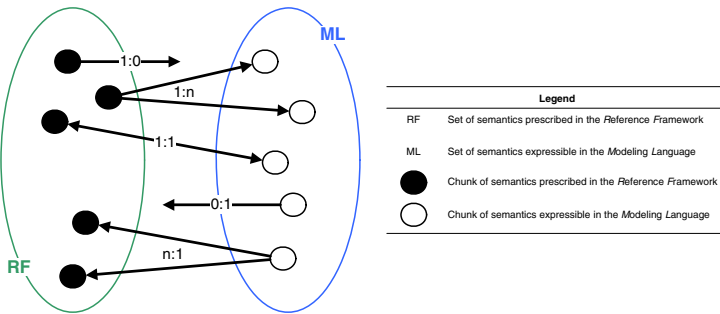 ML
1:0
1:n
1:1
0:1
n:1
RF
Legend
RF Set of semantics prescribed in the Reference Framework
ML Set of semantics expressible in the Modeling Language
Chunk of semantics prescribed in the Reference Framework
Chunk of semantics expressible in the Modeling Language